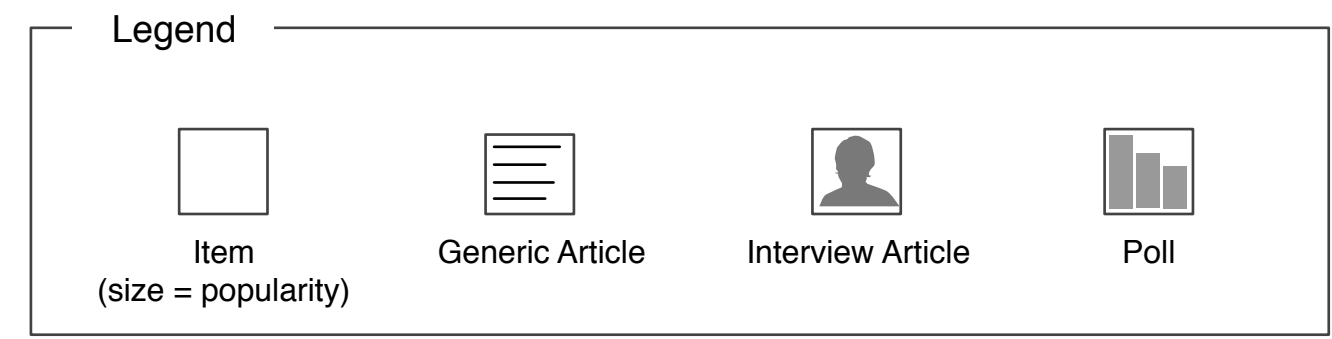 Legend
Item
(size = popularity)
Generic Article
Interview Article
Poll